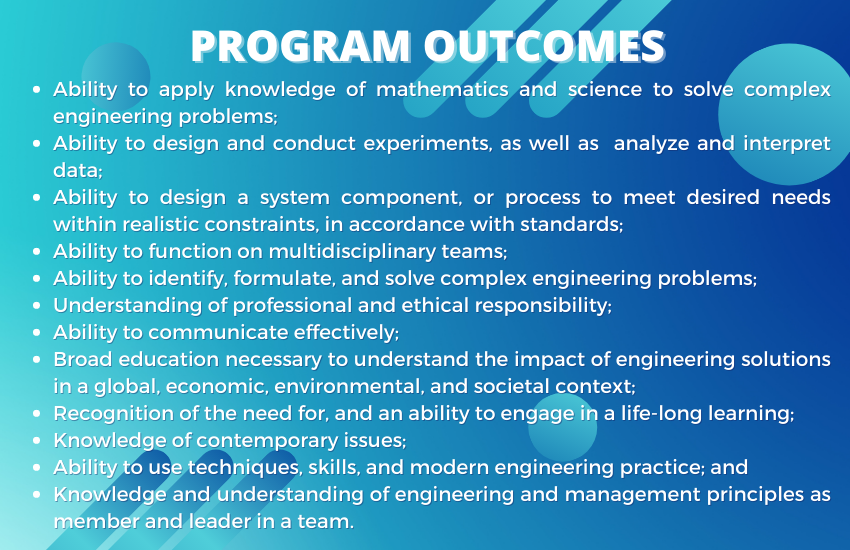 PROGRAM OUTCOMES
• Ability to apply knowledge of mathematics and science to solve complex
engineering problems;
• Ability to design and conduct experiments, as well as analyze and interpret
data;
• Ability to design a system component, or process to meet desired needs
within realistic constraints, in accordance with standards;
• Ability to function on multidisciplinary teams;
• Ability to identify, formulate, and solve complex engineering problems;
• Understanding of professional and ethical responsibility;
• Ability to communicate effectively;
• Broad education necessary to understand the impact of engineering solutions
in a global, economic, environmental, and societal context;
• Recognition of the need for, and an ability to engage in a life-long learning;
• Knowledge of contemporary issues;
• Ability to use techniques, skills, and modern engineering practice; and
• Knowledge and understanding of engineering and management principles as
member and leader in a team.